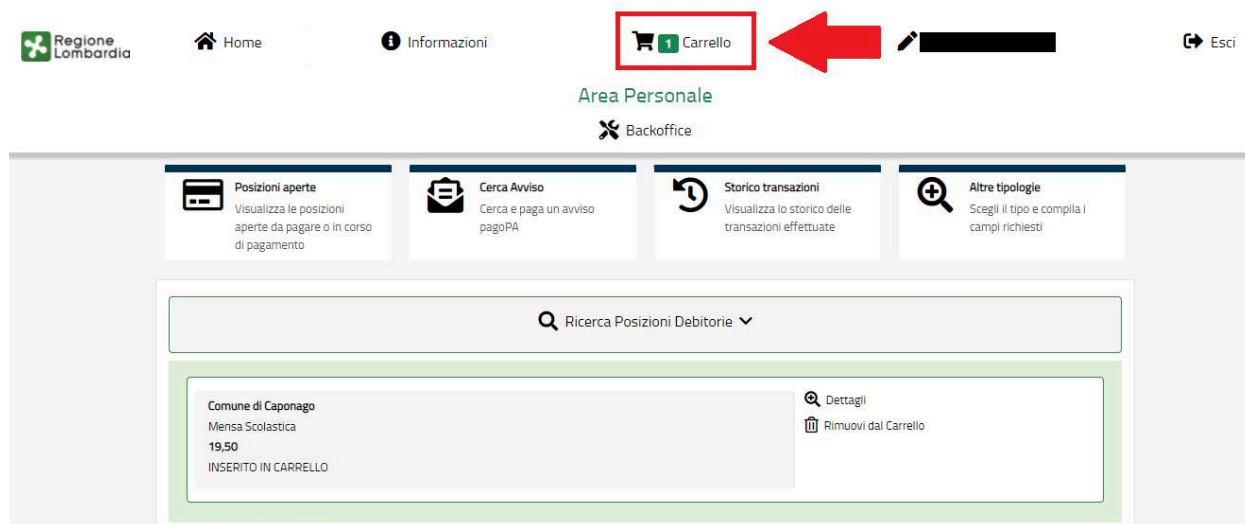 Regione
Lombardia
Home
Informazioni
1 Carrello
Esci
Area Personale
Backoffice
Posizioni aperte
Visualizza le posizioni
aperte da pagare o in corso
di pagamento
Cerca Avviso
Cerca e paga un avviso
pagoPA
Storico transazioni
Visualizza lo storico delle
transazioni effettuate
Altre tipologie
Scegli il tipo e compila i
campi richiesti
Ricerca Posizioni Debitorie
Comune di Caponago
Mensa Scolastica
19,50
INSERITO IN CARRELLO
Dettagli
Rimuovi dal Carrello